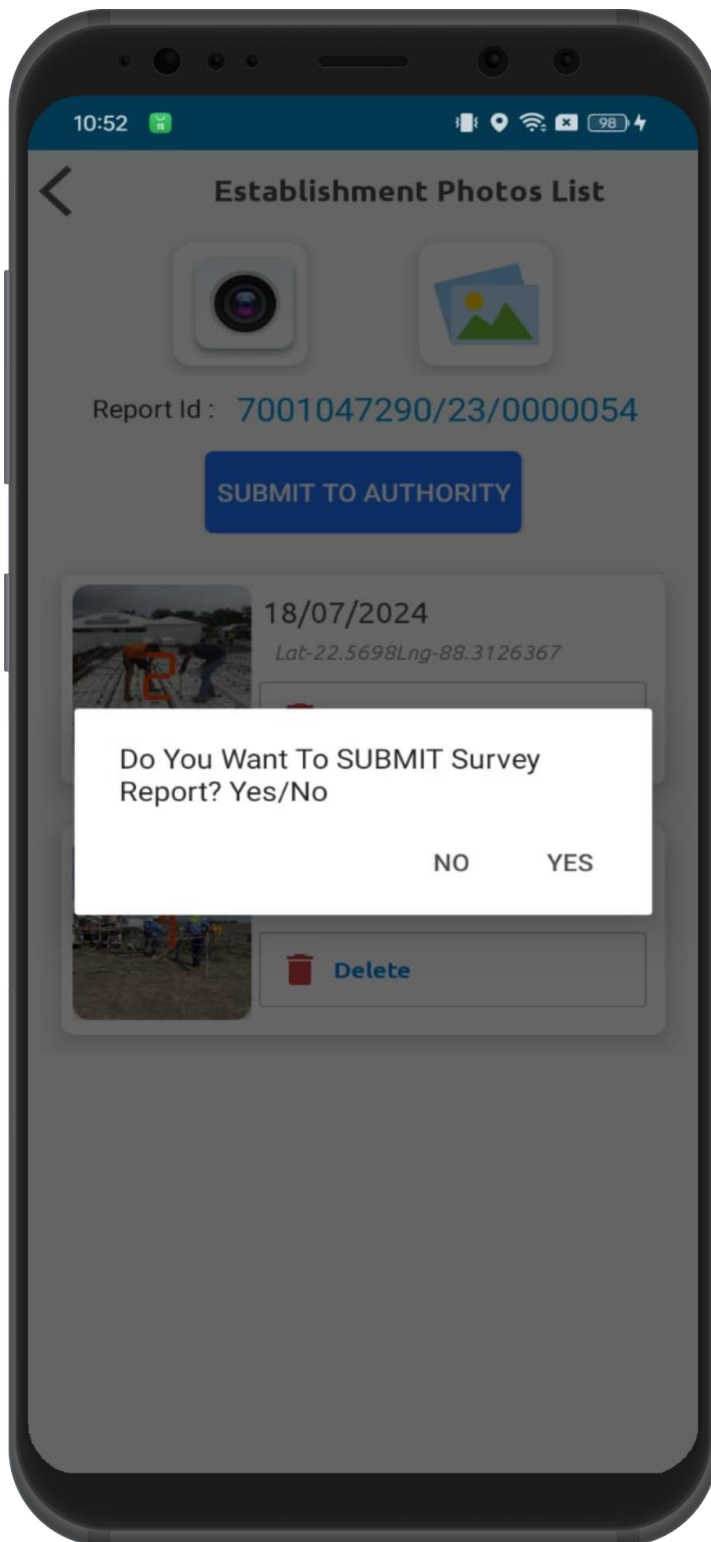 10:52
98
Establishment Photos List
Report Id : 7001047290/23/0000054
SUBMIT TO AUTHORITY
18/07/2024
Lat-22.5698Lng-88.3126367
2
Do You Want To SUBMIT Survey
Report? Yes/No
NO YES
Delete